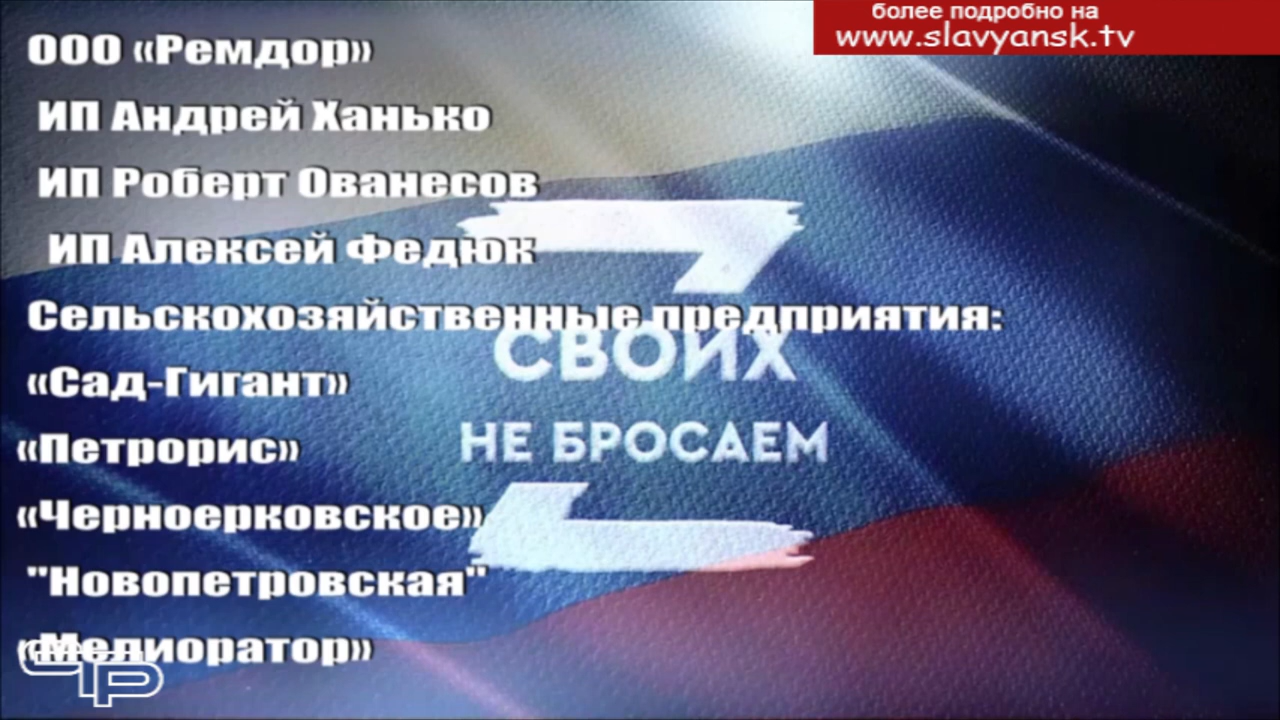 более подробно на
www.slavyansk.tv
ООО «Ремдор»
ИП Андрей Ханько
ИП Роберт Ованесов
ИП Алексей Федюк
Сельскохозяйственные предприятия:
«Сад-Гигант»
«Петрорис»
«Черноерковское»
"Новопетровская"
«Мелиоратор»
СВОИХ
НЕ БРОСАЕМ